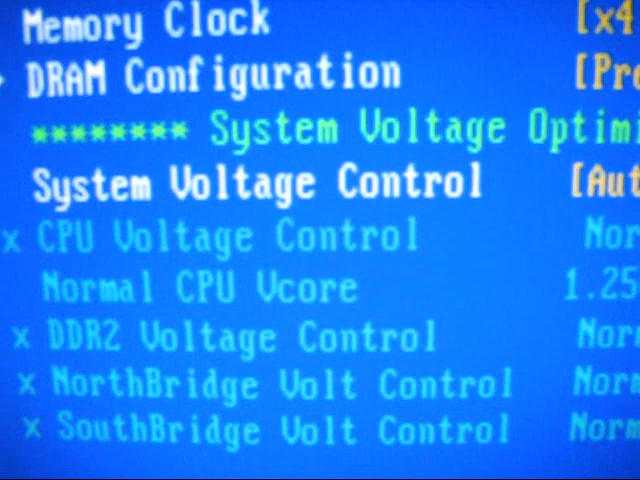 Memory Clock [x4
DRAM Configuration [Pre
******** System Voltage Optimi
System Voltage Control [Aut
x CPU Voltage Control Nor
Normal CPU Vcore 1.25
x DDR2 Voltage Control Norm
x NorthBridge Volt Control Norm
x SouthBridge Volt Control Norm